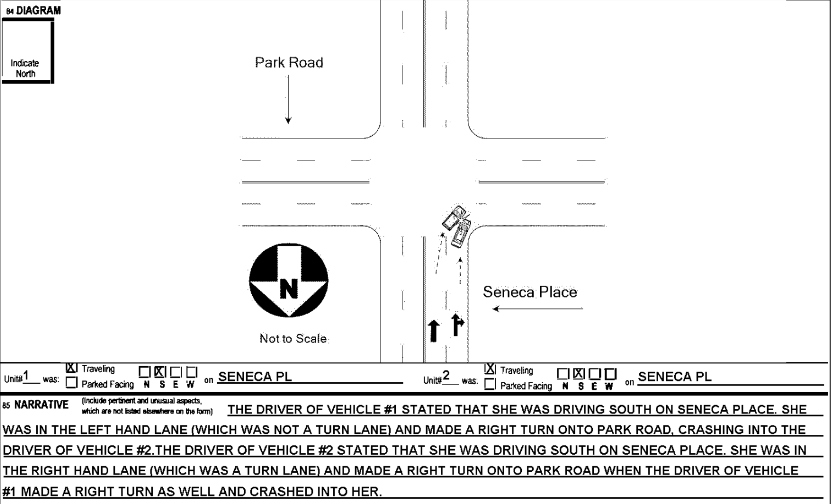 84 DIAGRAM
Indicate
North
Park Road
N
Not to Scale
Seneca Place
Unit# 1 was: X Traveling Parked Facing N S X E W on SENECA PL Unit# 2 was: X Traveling Parked Facing N S X E W on SENECA PL
85 NARRATIVE (Include pertinent and unusual aspects, which are not listed elsewhere on the form) THE DRIVER OF VEHICLE #1 STATED THAT SHE WAS DRIVING SOUTH ON SENECA PLACE. SHE
WAS IN THE LEFT HAND LANE (WHICH WAS NOT A TURN LANE) AND MADE A RIGHT TURN ONTO PARK ROAD, CRASHING INTO THE
DRIVER OF VEHICLE #2.THE DRIVER OF VEHICLE #2 STATED THAT SHE WAS DRIVING SOUTH ON SENECA PLACE. SHE WAS IN
THE RIGHT HAND LANE (WHICH WAS A TURN LANE) AND MADE A RIGHT TURN ONTO PARK ROAD WHEN THE DRIVER OF VEHICLE
#1 MADE A RIGHT TURN AS WELL AND CRASHED INTO HER.